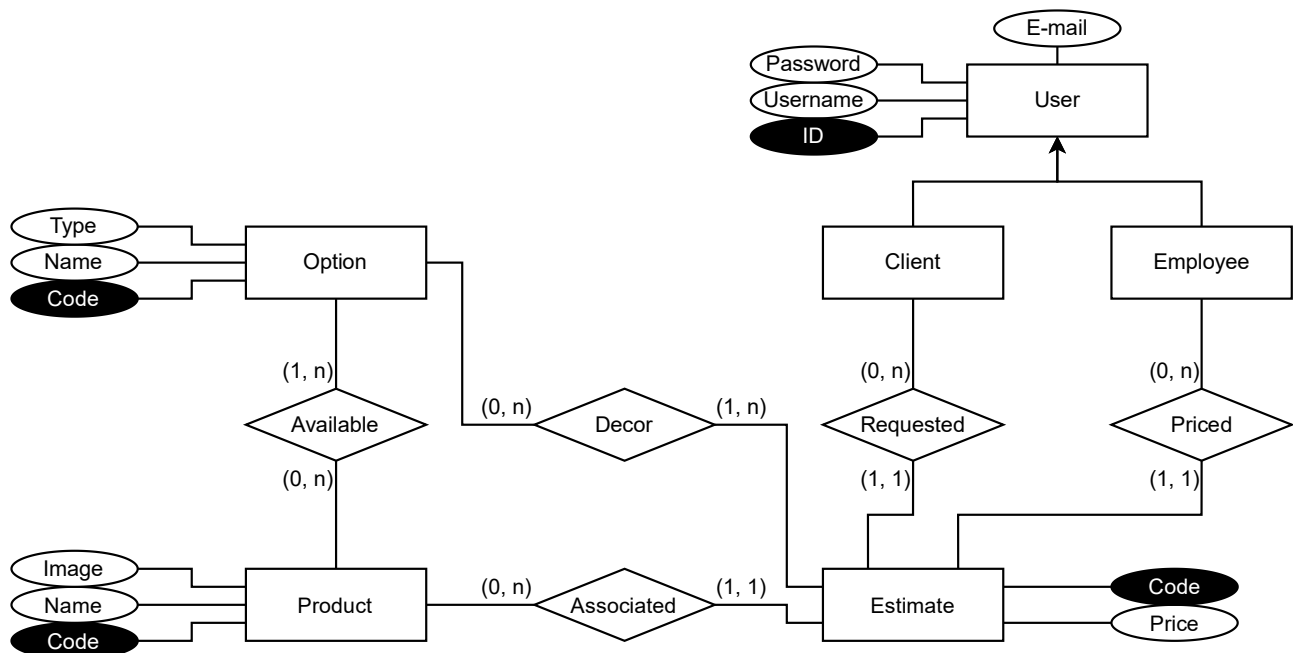 E-mail
Password
User
Username
ID
Type
Name
Option
Code
Client
Employee
(1, n)
(0, n)
(0, n)
(0, n)
(1, n)
Available
Decor
Requested
Priced
(0, n)
(1, 1)
(1, 1)
Image
Name
Product
Code
(0, n)
(1, 1)
Associated
Estimate
Code
Price